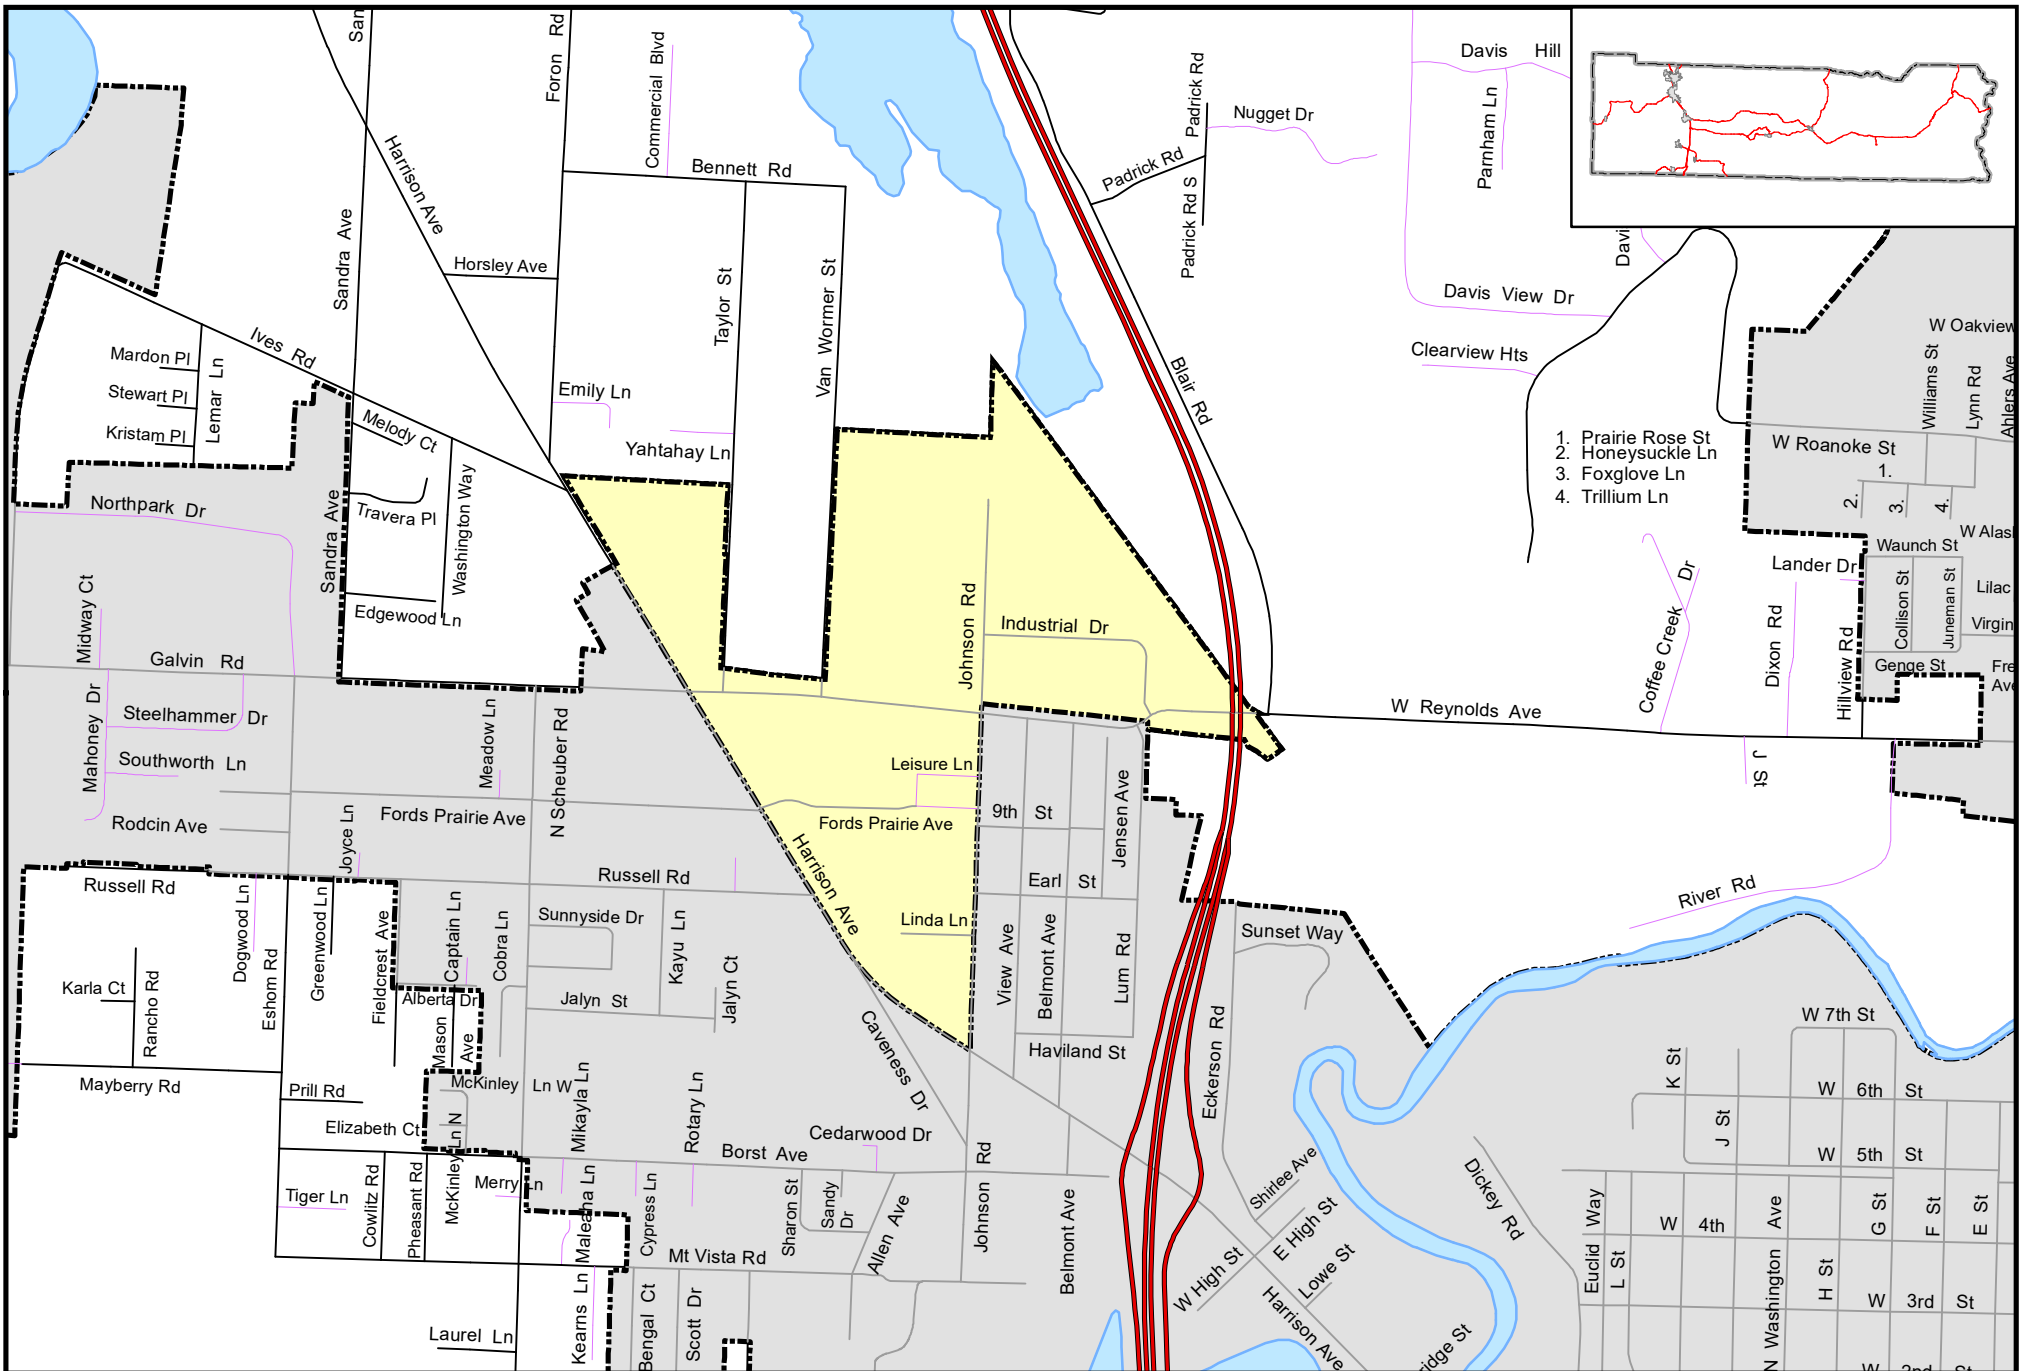 San
Foron Rd
Commercial Blvd
Padrick Rd
Nugget Dr
Davis Hill
Parnham Ln
Harrison Ave
Bennett Rd
Padrick Rd
Padrick Rd S
Sandra Ave
Horsley Ave
Taylor St
Van Wormer St
Davi
Davis View Dr
W Oakview
Ives Rd
Mardon Pl
Stewart Pl
Kristam Pl
Lemar Ln
Clearview Hts
Blair Rd
Williams St
Lynn Rd
Ahlers Ave
Emily Ln
Melody Ct
Yahtahay Ln
1. Prairie Rose St
2. Honeysuckle Ln
3. Foxglove Ln
4. Trillium Ln
W Roanoke St
1.
2.
3.
4.
Northpark Dr
Sandra Ave
Travera Pl
Washington Way
W Alas
Waunch St
Lander Dr
Midway Ct
Edgewood Ln
Johnson Rd
Industrial Dr
Coffee Creek Dr
Dixon Rd
Hillview Rd
Collison St
Juneman St
Lilac
Virgin
Genge St
Fre
Ave
Galvin Rd
Mahoney Dr
Steelhammer Dr
Southworth Ln
Meadow Ln
N Scheuber Rd
W Reynolds Ave
J St
Leisure Ln
Jensen Ave
9th St
Rodcin Ave
Joyce Ln
Fords Prairie Ave
Fords Prairie Ave
Harrison Ave
Russell Rd
Russell Rd
Earl St
River Rd
Dogwood Ln
Greenwood Ln
Fieldcrest Ave
Captain Ln
Cobra Ln
Sunnyside Dr
Kayu Ln
Linda Ln
View Ave
Belmont Ave
Lum Rd
Sunset Way
Karla Ct
Rancho Rd
Eshom Rd
Alberta Dr
Jalyn St
Jalyn Ct
Mason Ave
Caveness Dr
Haviland St
Eckerson Rd
W 7th St
Mayberry Rd
Prill Rd
McKinley Ln W
Mikayla Ln
Rotary Ln
K St
W 6th St
Elizabeth Ct
McKinley Ln N
Cedarwood Dr
Borst Ave
J St
W 5th St
Tiger Ln
Cowlitz Rd
Pheasant Rd
Merry Ln
Maleaha Ln
Cypress Ln
Sharon St
Sandy Dr
Allen Ave
Johnson Rd
Belmont Ave
Shirlee Ave
E High St
W High St
Lowe St
Dickey Rd
Euclid Way
L St
W 4th
N Washington Ave
H St
G St
F St
E St
Mt Vista Rd
Laurel Ln
Kearns Ln
Bengal Ct
Scott Dr
Harrison Ave
ridge St
W 3rd St
W 2nd St